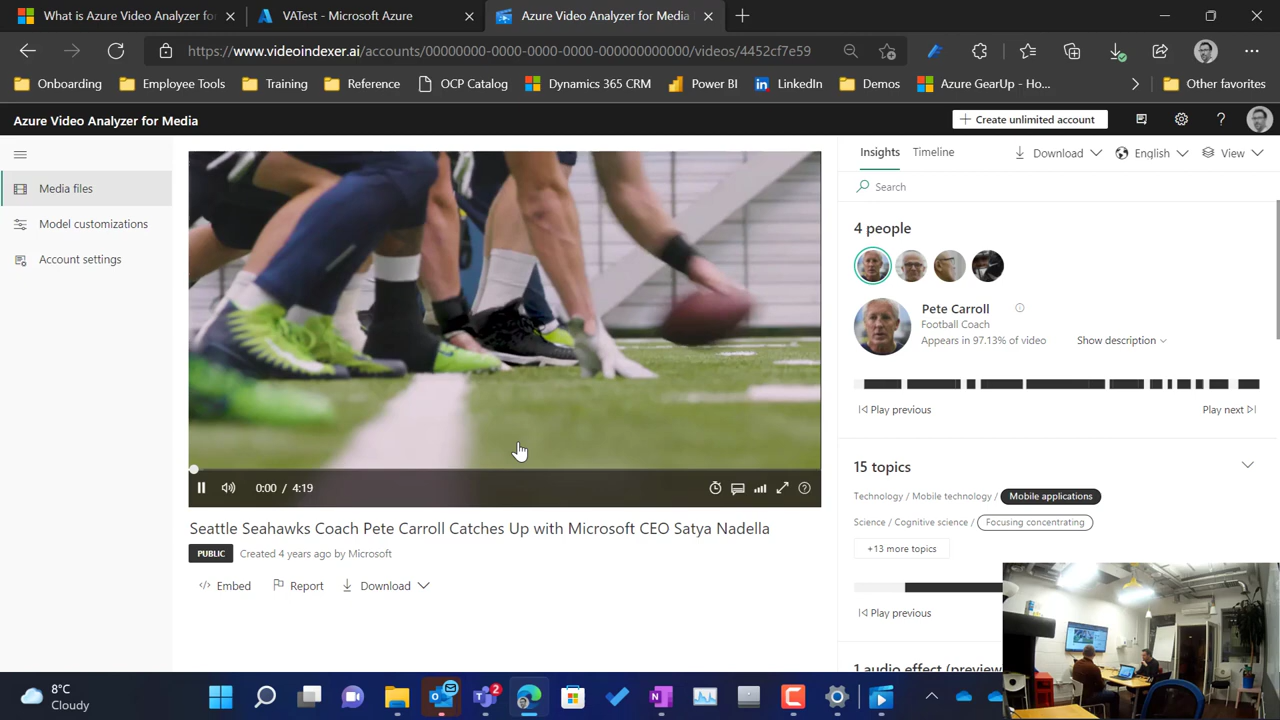 What is Azure Video Analyzer for
VATest - Microsoft Azure
Azure Video Analyzer for Media
https://www.videoindexer.ai/accounts/00000000-0000-0000-0000-000000000000/videos/4452cf7e59
Onboarding
Employee Tools
Training
Reference
OCP Catalog
Dynamics 365 CRM
Power BI
LinkedIn
Demos
Azure GearUp - Ho...
Other favorites
Azure Video Analyzer for Media
Create unlimited account
Media files
Model customizations
Account settings
0:00 / 4:19
Seattle Seahawks Coach Pete Carroll Catches Up with Microsoft CEO Satya Nadella
PUBLIC Created 4 years ago by Microsoft
Embed
Report
Download
Insights
Timeline
Download
English
View
Search
4 people
Pete Carroll
Football Coach
Appears in 97.13% of video
Show description
Play previous
Play next
15 topics
Technology / Mobile technology / Mobile applications
Science / Cognitive science / Focusing concentrating
+13 more topics
Play previous
1 audio effect (preview
8°C
Cloudy
2